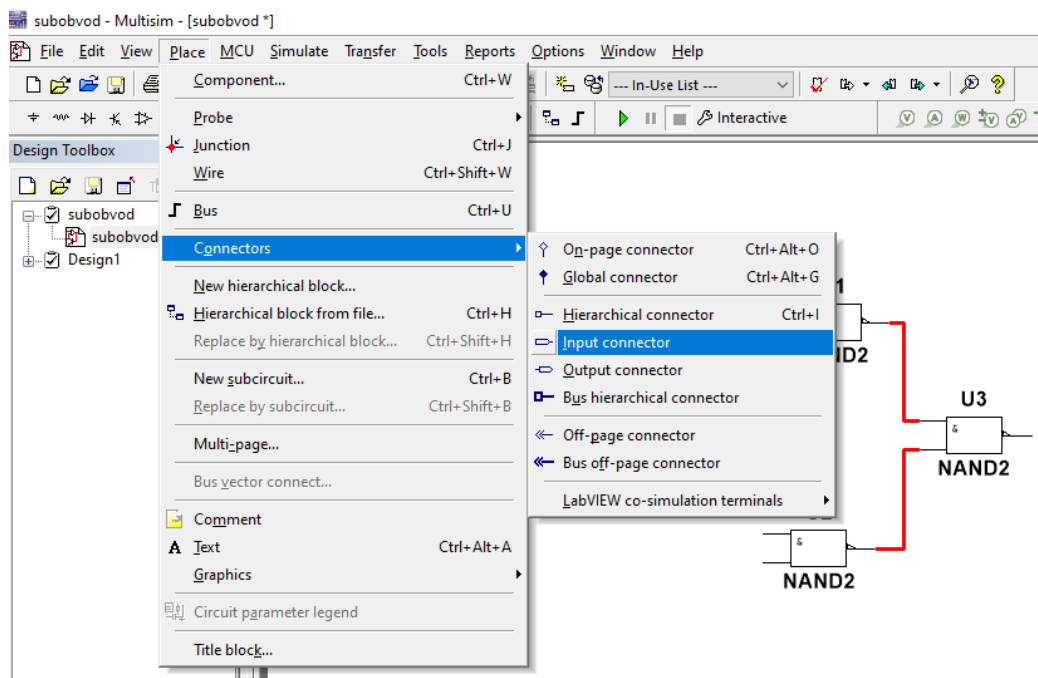 subobvod - Multisim - [subobvod *]
File Edit View Place MCU Simulate Transfer Tools Reports Options Window Help
--- In-Use List ---
Interactive
V A W V A V
Design Toolbox
subobvod
subobvod
Design1
Component... Ctrl+W
Probe
Junction Ctrl+J
Wire Ctrl+Shift+W
Bus Ctrl+U
Connectors
New hierarchical block...
Hierarchical block from file... Ctrl+H
Replace by hierarchical block... Ctrl+Shift+H
New subcircuit... Ctrl+B
Replace by subcircuit... Ctrl+Shift+B
Multi-page...
Bus vector connect...
Comment
A Text Ctrl+Alt+A
Graphics
Circuit parameter legend
Title block...
On-page connector Ctrl+Alt+O
Global connector Ctrl+Alt+G
Hierarchical connector Ctrl+I
Input connector
Output connector
Bus hierarchical connector
Off-page connector
Bus off-page connector
LabVIEW co-simulation terminals
1
ID2
U3
&
NAND2
&
NAND2